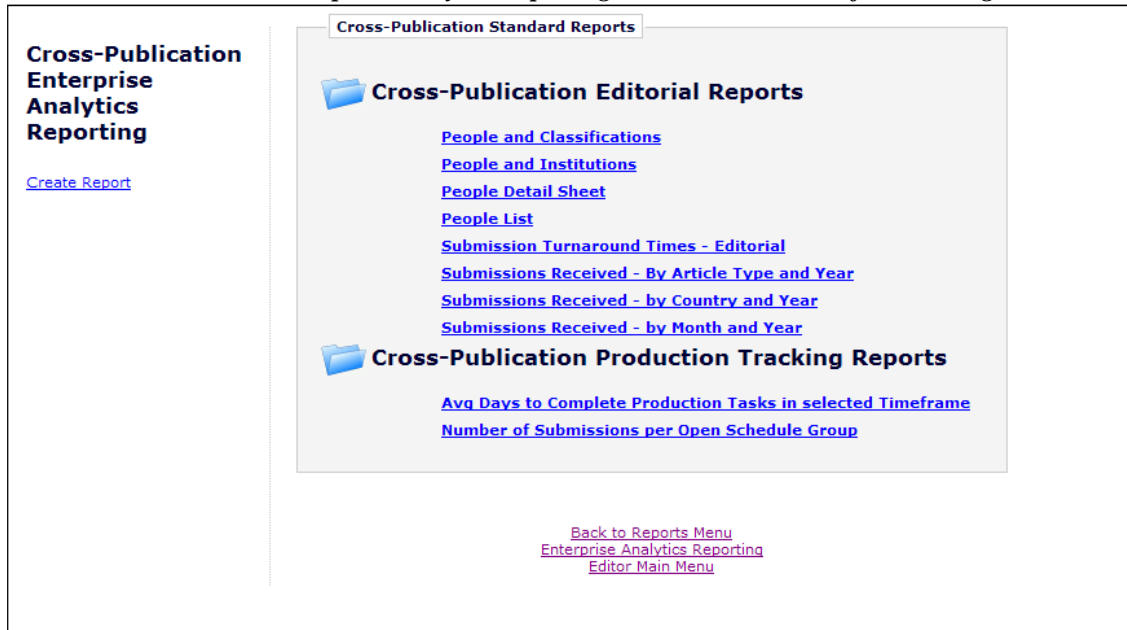 Cross-Publication
Enterprise
Analytics
Reporting
Create Report
Cross-Publication Standard Reports
Cross-Publication Editorial Reports
People and Classifications
People and Institutions
People Detail Sheet
People List
Submission Turnaround Times - Editorial
Submissions Received - By Article Type and Year
Submissions Received - by Country and Year
Submissions Received - by Month and Year
Cross-Publication Production Tracking Reports
Avg Days to Complete Production Tasks in selected Timeframe
Number of Submissions per Open Schedule Group
Back to Reports Menu
Enterprise Analytics Reporting
Editor Main Menu